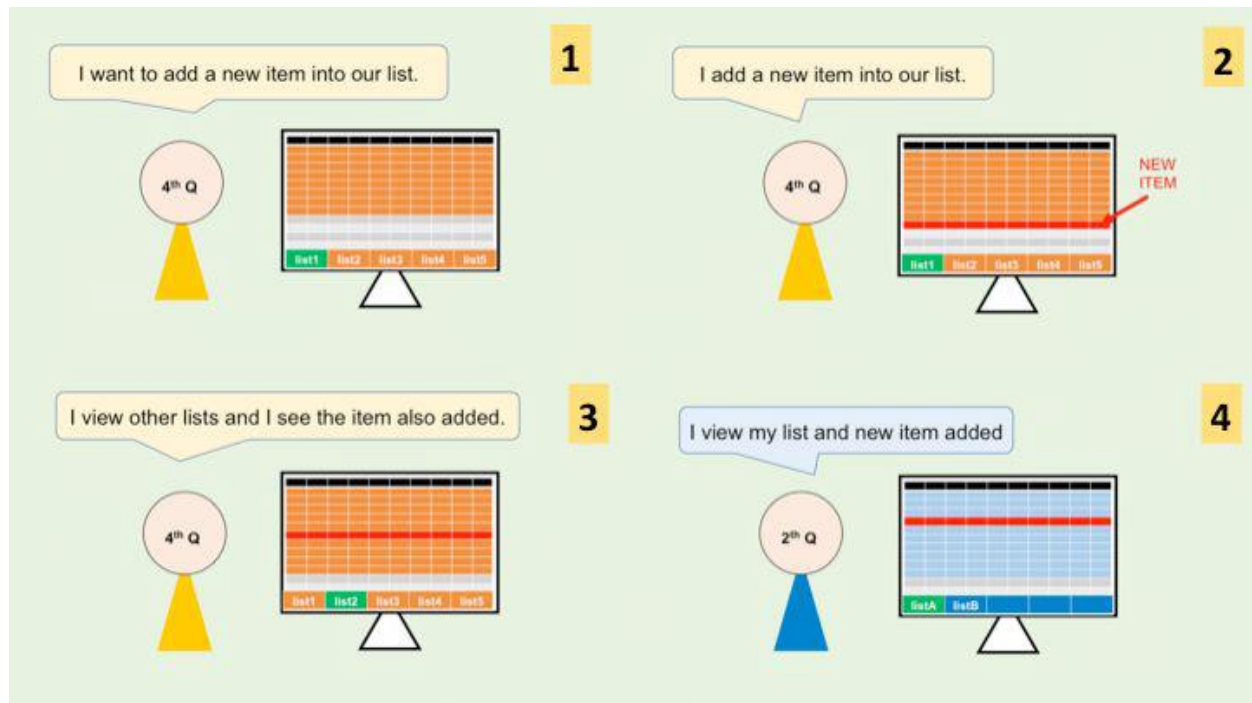 1
I want to add a new item into our list.
4th Q
list1 list2 list3 list4 list5
2
I add a new item into our list.
4th Q
NEW
ITEM
list1 list2 list3 list4 list5
3
I view other lists and I see the item also added.
4th Q
list1 list2 list3 list4 list5
4
I view my list and new item added
2th Q
listA listB